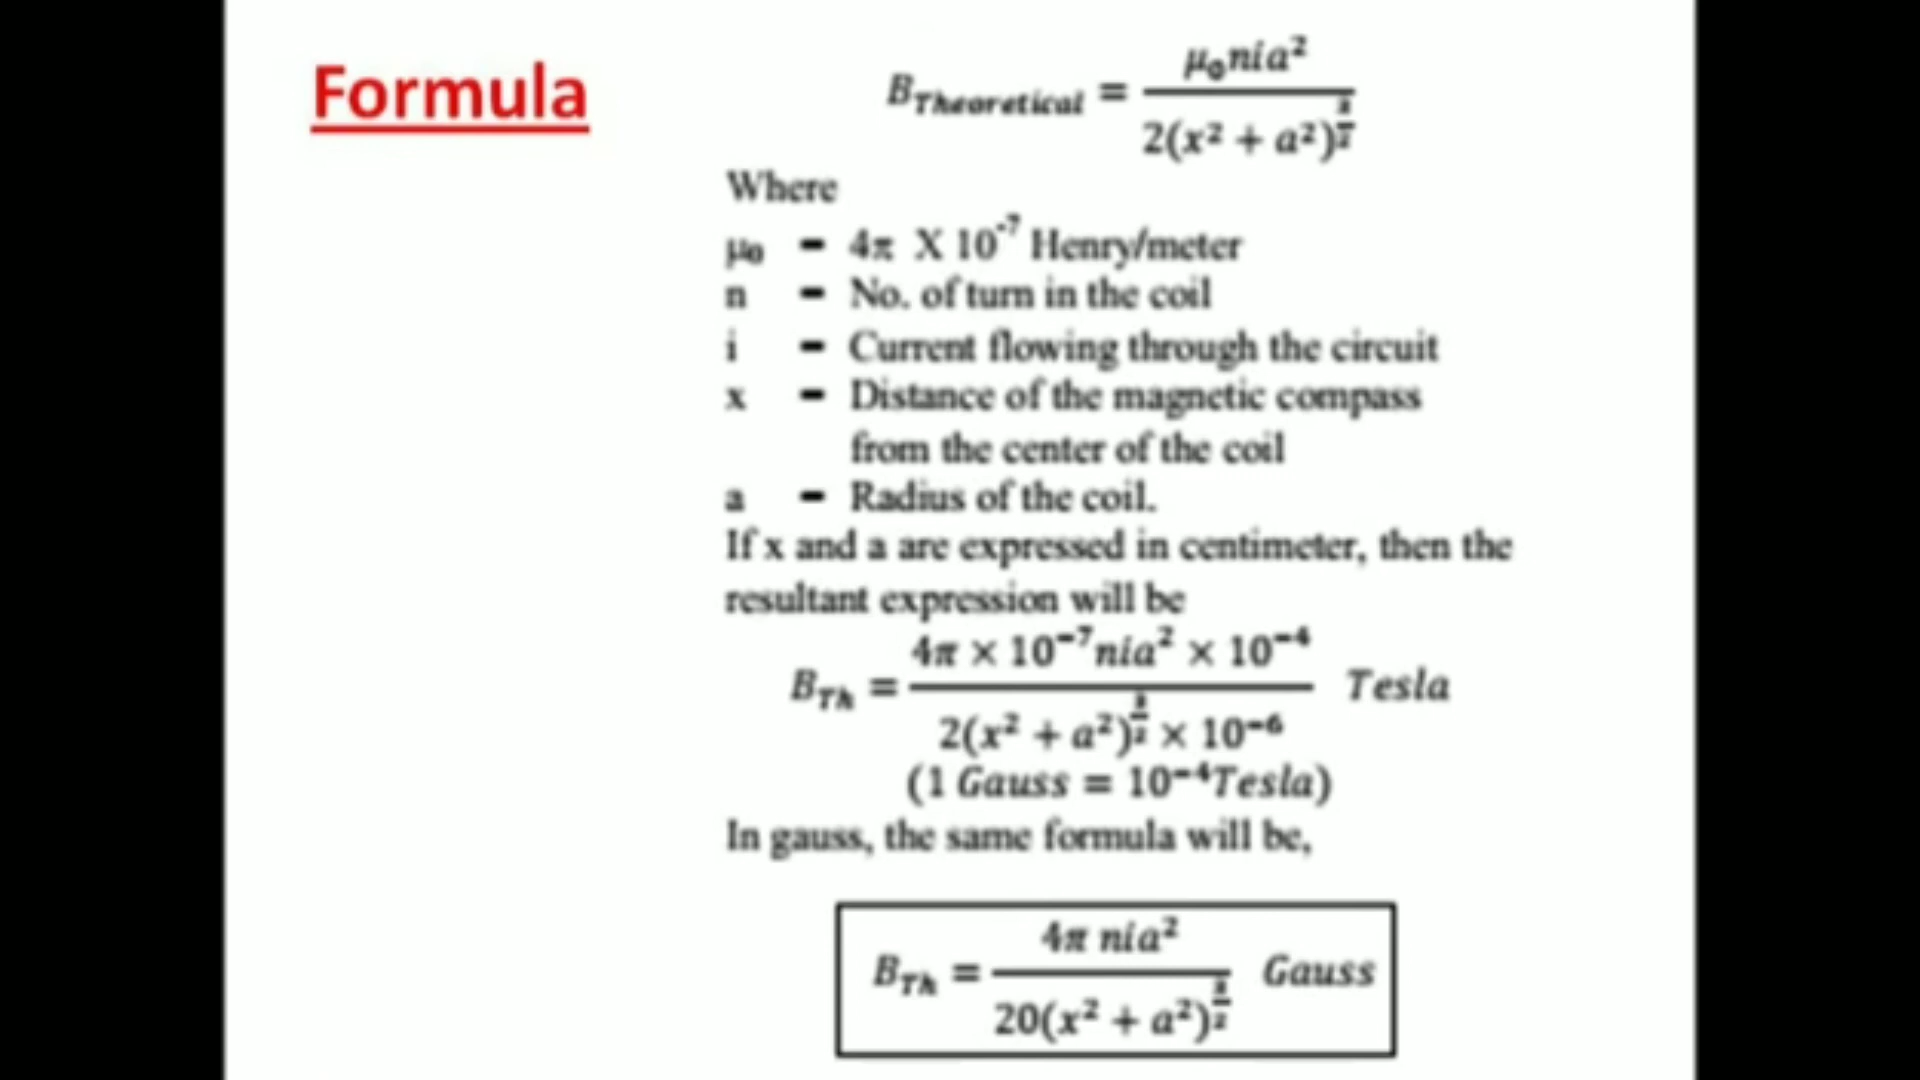 Formula
B_Theoretical = μ₀nia² / 2(x² + a²)^(3/2)
Where
μ₀ – 4π X 10⁻⁷ Henry/meter
n – No. of turn in the coil
i – Current flowing through the circuit
x – Distance of the magnetic compass
from the center of the coil
a – Radius of the coil.
If x and a are expressed in centimeter, then the
resultant expression will be
B_Th = 4π × 10⁻⁷nia² × 10⁻⁴ / 2(x² + a²)^(3/2) × 10⁻⁶ Tesla
(1 Gauss = 10⁻⁴Tesla)
In gauss, the same formula will be,
B_Th = 4π nia² / 20(x² + a²)^(3/2) Gauss